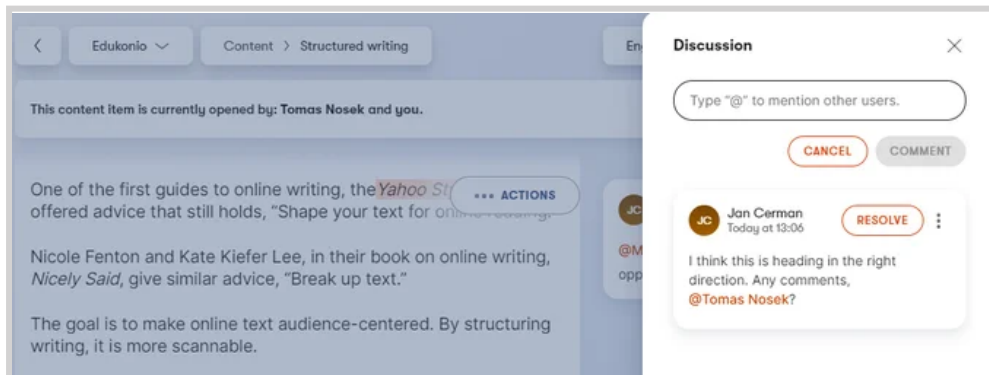 Edukonio
Content > Structured writing
En
This content item is currently opened by: Tomas Nosek and you.
One of the first guides to online writing, the Yahoo St
offered advice that still holds, “Shape your text for online reading.
Nicole Fenton and Kate Kiefer Lee, in their book on online writing,
Nicely Said, give similar advice, “Break up text.”
The goal is to make online text audience-centered. By structuring
writing, it is more scannable.
ACTIONS
JC
@M
opp
Discussion
Type “@” to mention other users.
CANCEL
COMMENT
JC
Jan Cerman
Today at 13:06
RESOLVE
I think this is heading in the right
direction. Any comments,
@Tomas Nosek?